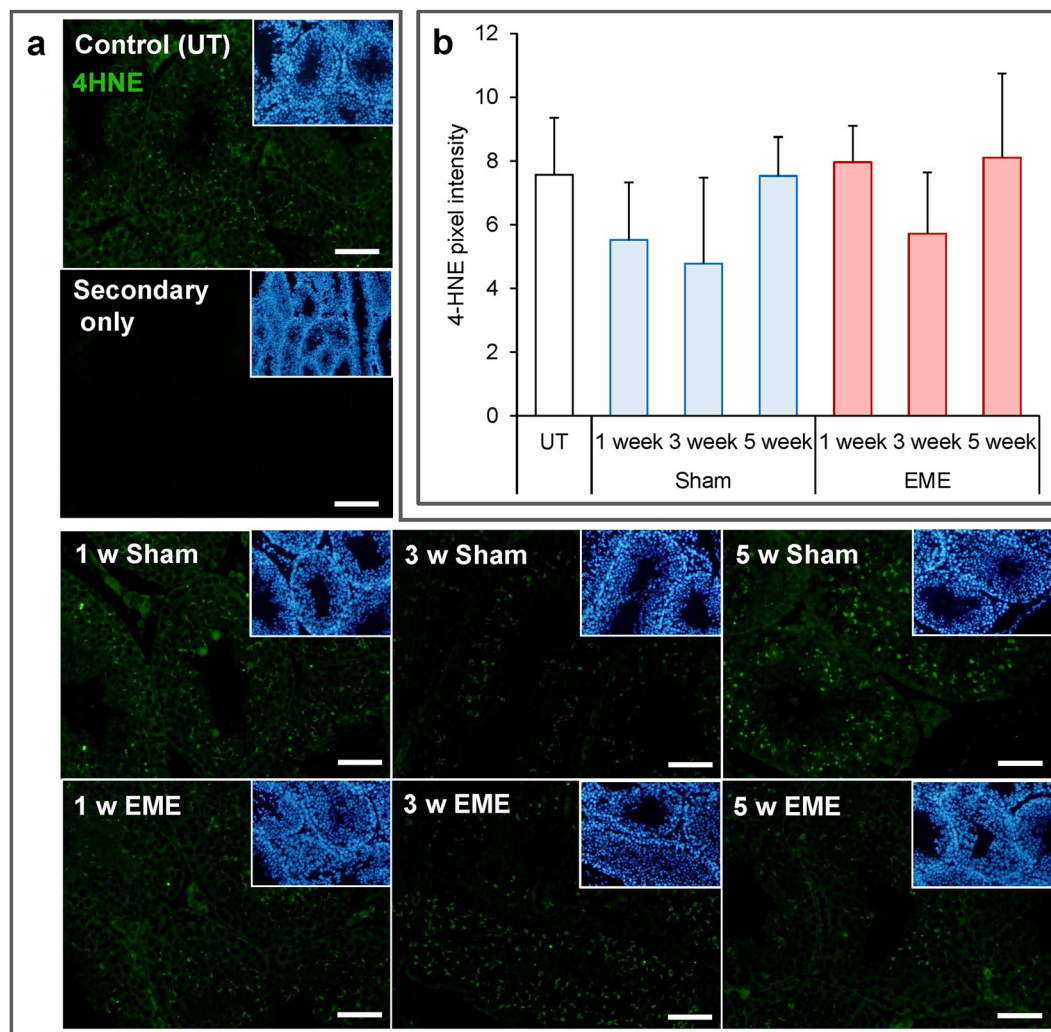 a
Control (UT)
4HNE
Secondary
only
b
4-HNE pixel intensity
12
10
8
6
4
2
0
UT
1 week 3 week 5 week
1 week 3 week 5 week
Sham
EME
1 w Sham
3 w Sham
5 w Sham
1 w EME
3 w EME
5 w EME